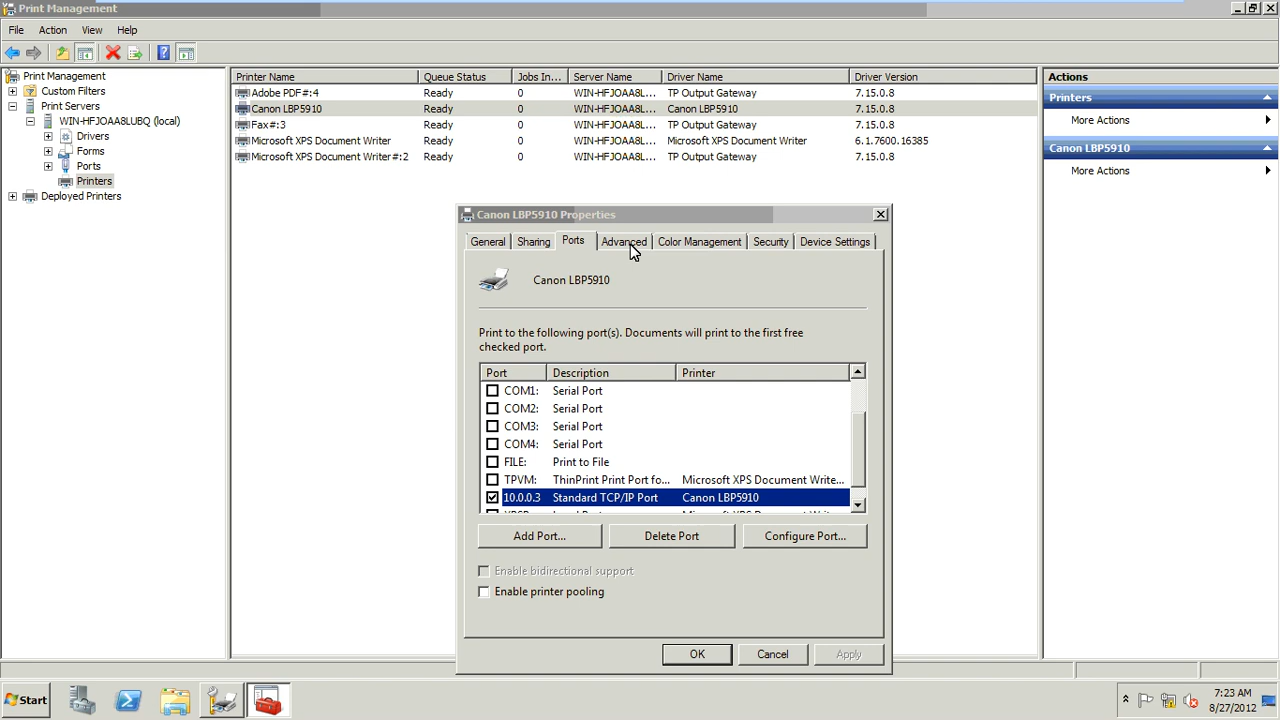 Print Management
File Action View Help
Print Management
Custom Filters
Print Servers
WIN-HFJOAA8LUBQ (local)
Drivers
Forms
Ports
Printers
Deployed Printers
Printer Name Queue Status Jobs In... Server Name Driver Name Driver Version
Adobe PDF#:4 Ready 0 WIN-HFJOAA8L... TP Output Gateway 7.15.0.8
Canon LBP5910 Ready 0 WIN-HFJOAA8L... Canon LBP5910 7.15.0.8
Fax#:3 Ready 0 WIN-HFJOAA8L... TP Output Gateway 7.15.0.8
Microsoft XPS Document Writer Ready 0 WIN-HFJOAA8L... Microsoft XPS Document Writer 6.1.7600.16385
Microsoft XPS Document Writer#:2 Ready 0 WIN-HFJOAA8L... TP Output Gateway 7.15.0.8
Actions
Printers
More Actions
Canon LBP5910
More Actions
Canon LBP5910 Properties
General Sharing Ports Advanced Color Management Security Device Settings
Canon LBP5910
Print to the following port(s). Documents will print to the first free
checked port.
Port Description Printer
COM1: Serial Port
COM2: Serial Port
COM3: Serial Port
COM4: Serial Port
FILE: Print to File
TPVM: ThinPrint Print Port fo... Microsoft XPS Document Write...
10.0.0.3 Standard TCP/IP Port Canon LBP5910
Add Port... Delete Port Configure Port...
Enable bidirectional support
Enable printer pooling
OK Cancel Apply
Start
7:23 AM
8/27/2012